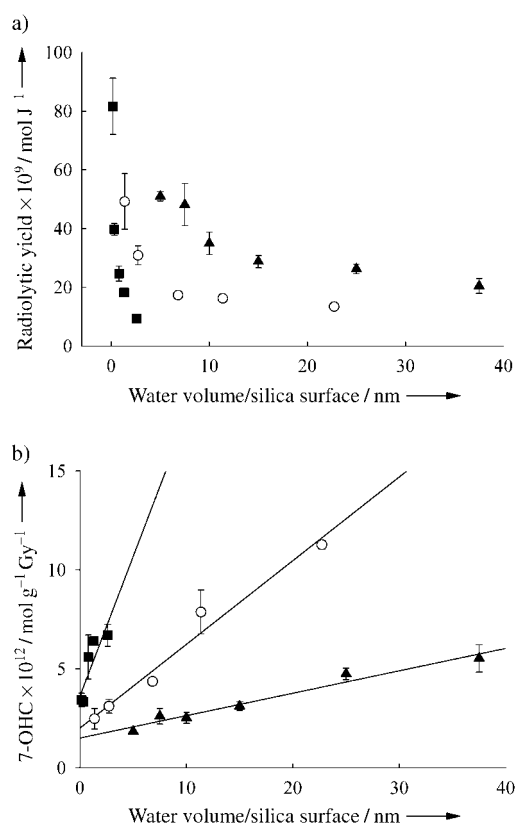 a)
100
80
60
40
20
0
Radiolytic yield × 10⁹ / mol J⁻¹
0 10 20 30 40
Water volume/silica surface / nm
b)
15
10
5
0
7-OHC × 10¹² / mol g⁻¹ Gy⁻¹
0 10 20 30 40
Water volume/silica surface / nm